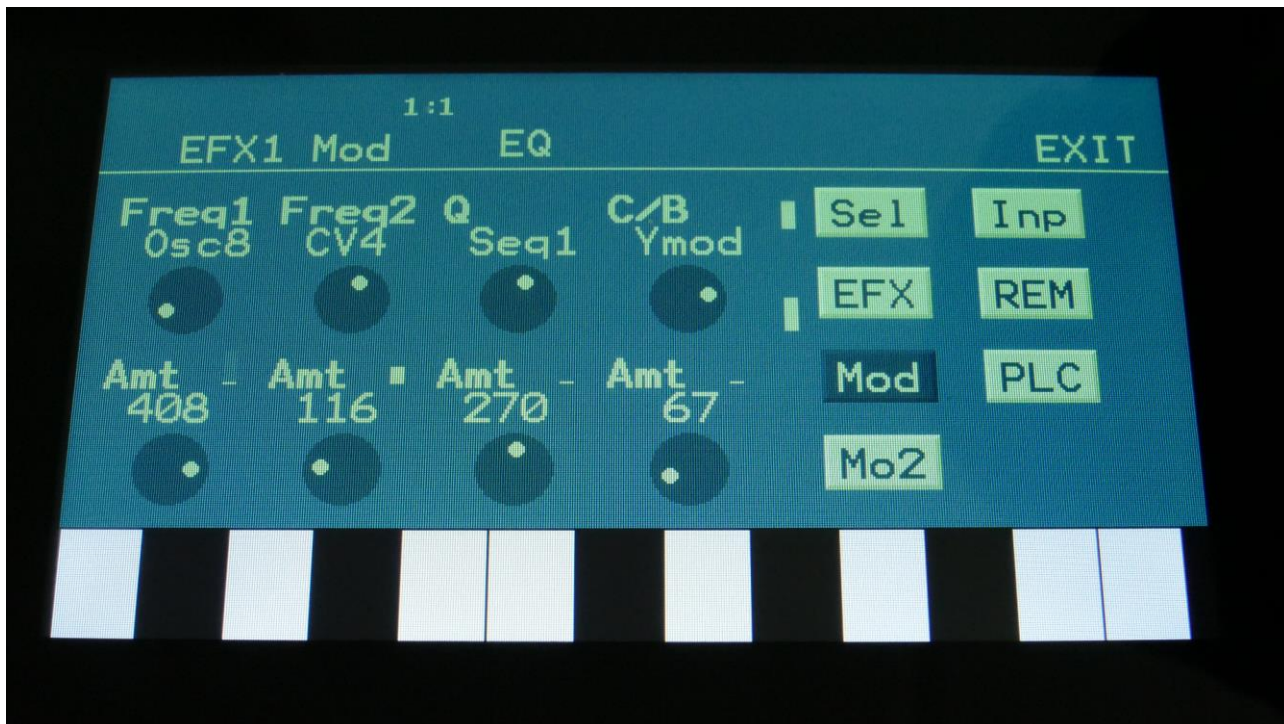 1:1
EFX1 Mod EQ EXIT
Freq1 Freq2 Q C/B Sel Inp
Osc8 CV4 Seq1 Ymod
EFX REM
Amt - Amt Amt - Amt - Mod PLC
408 116 270 67
Mo2